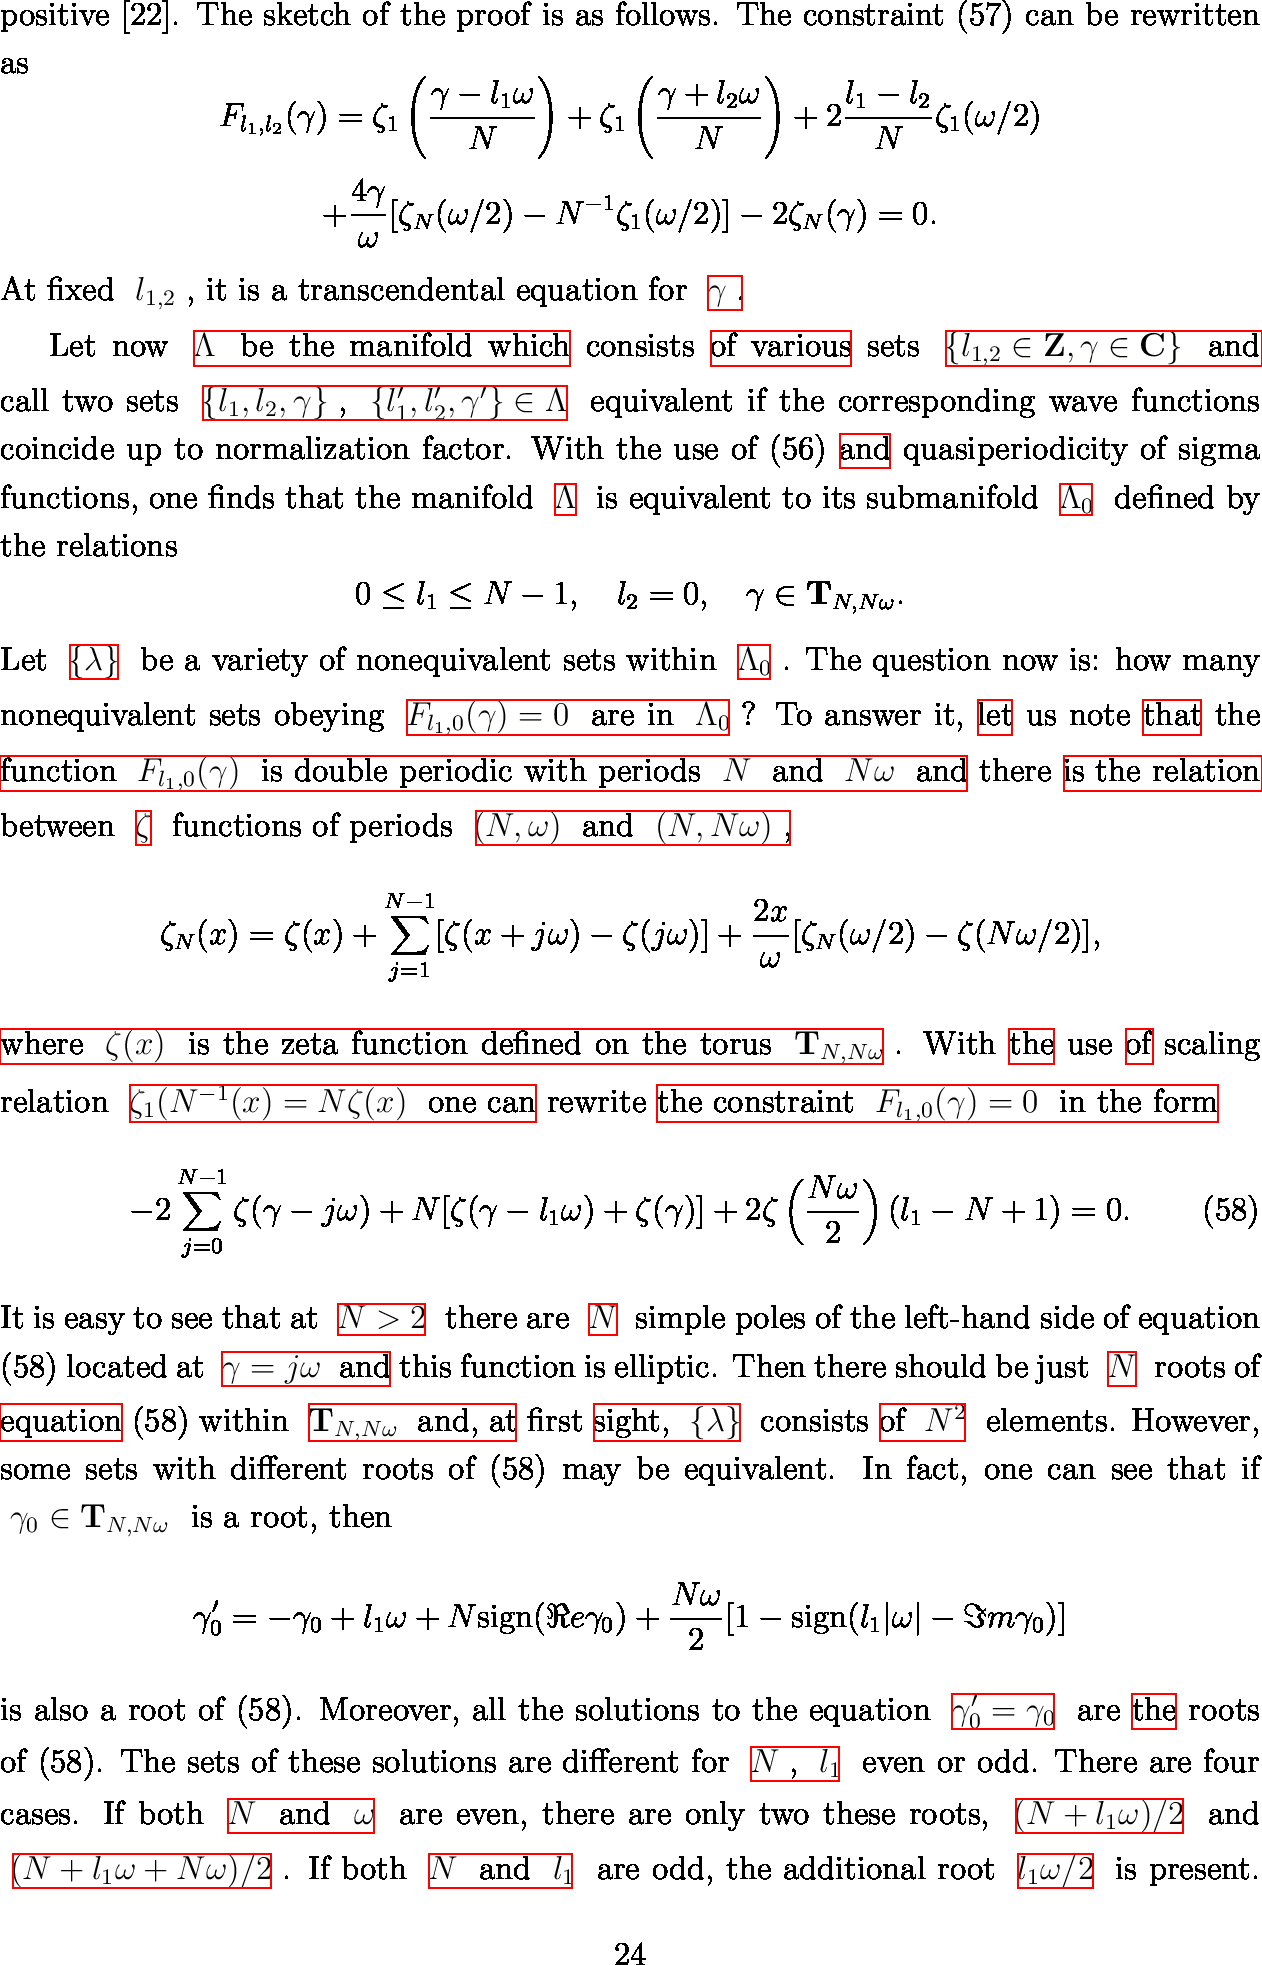 positive [22]. The sketch of the proof is as follows. The constraint (57) can be rewritten
as
$$F_{l_1,l_2}(\gamma) = \zeta_1\left(\frac{\gamma - l_1\omega}{N}\right) + \zeta_1\left(\frac{\gamma + l_2\omega}{N}\right) + 2\frac{l_1 - l_2}{N}\zeta_1(\omega/2)$$
$$+\frac{4\gamma}{\omega}[\zeta_N(\omega/2) - N^{-1}\zeta_1(\omega/2)] - 2\zeta_N(\gamma) = 0.$$
At fixed $l_{1,2}$ , it is a transcendental equation for $\gamma$ .
Let now $\Lambda$ be the manifold which consists of various sets $\{l_{1,2} \in \mathbf{Z}, \gamma \in \mathbf{C}\}$ and
call two sets $\{l_1, l_2, \gamma\}$ , $\{l_1', l_2', \gamma'\} \in \Lambda$ equivalent if the corresponding wave functions
coincide up to normalization factor. With the use of (56) and quasiperiodicity of sigma
functions, one finds that the manifold $\Lambda$ is equivalent to its submanifold $\Lambda_0$ defined by
the relations
$$0 \leq l_1 \leq N - 1, \quad l_2 = 0, \quad \gamma \in \mathbf{T}_{N,N\omega}.$$
Let $\{\lambda\}$ be a variety of nonequivalent sets within $\Lambda_0$ . The question now is: how many
nonequivalent sets obeying $F_{l_1,0}(\gamma) = 0$ are in $\Lambda_0$ ? To answer it, let us note that the
function $F_{l_1,0}(\gamma)$ is double periodic with periods $N$ and $N\omega$ and there is the relation
between $\zeta$ functions of periods $(N, \omega)$ and $(N, N\omega)$ ,
$$\zeta_N(x) = \zeta(x) + \sum_{j=1}^{N-1}[\zeta(x + j\omega) - \zeta(j\omega)] + \frac{2x}{\omega}[\zeta_N(\omega/2) - \zeta(N\omega/2)],$$
where $\zeta(x)$ is the zeta function defined on the torus $\mathbf{T}_{N,N\omega}$ . With the use of scaling
relation $\zeta_1(N^{-1}(x) = N\zeta(x)$ one can rewrite the constraint $F_{l_1,0}(\gamma) = 0$ in the form
$$-2\sum_{j=0}^{N-1}\zeta(\gamma - j\omega) + N[\zeta(\gamma - l_1\omega) + \zeta(\gamma)] + 2\zeta\left(\frac{N\omega}{2}\right)(l_1 - N + 1) = 0. \quad (58)$$
It is easy to see that at $N > 2$ there are $N$ simple poles of the left-hand side of equation
(58) located at $\gamma = j\omega$ and this function is elliptic. Then there should be just $N$ roots of
equation (58) within $\mathbf{T}_{N,N\omega}$ and, at first sight, $\{\lambda\}$ consists of $N^2$ elements. However,
some sets with different roots of (58) may be equivalent. In fact, one can see that if
$\gamma_0 \in \mathbf{T}_{N,N\omega}$ is a root, then
$$\gamma_0' = -\gamma_0 + l_1\omega + N\text{sign}(\Re e\gamma_0) + \frac{N\omega}{2}[1 - \text{sign}(l_1|\omega| - \Im m\gamma_0)]$$
is also a root of (58). Moreover, all the solutions to the equation $\gamma_0' = \gamma_0$ are the roots
of (58). The sets of these solutions are different for $N$ , $l_1$ even or odd. There are four
cases. If both $N$ and $\omega$ are even, there are only two these roots, $(N + l_1\omega)/2$ and
$(N + l_1\omega + N\omega)/2$ . If both $N$ and $l_1$ are odd, the additional root $l_1\omega/2$ is present.
24